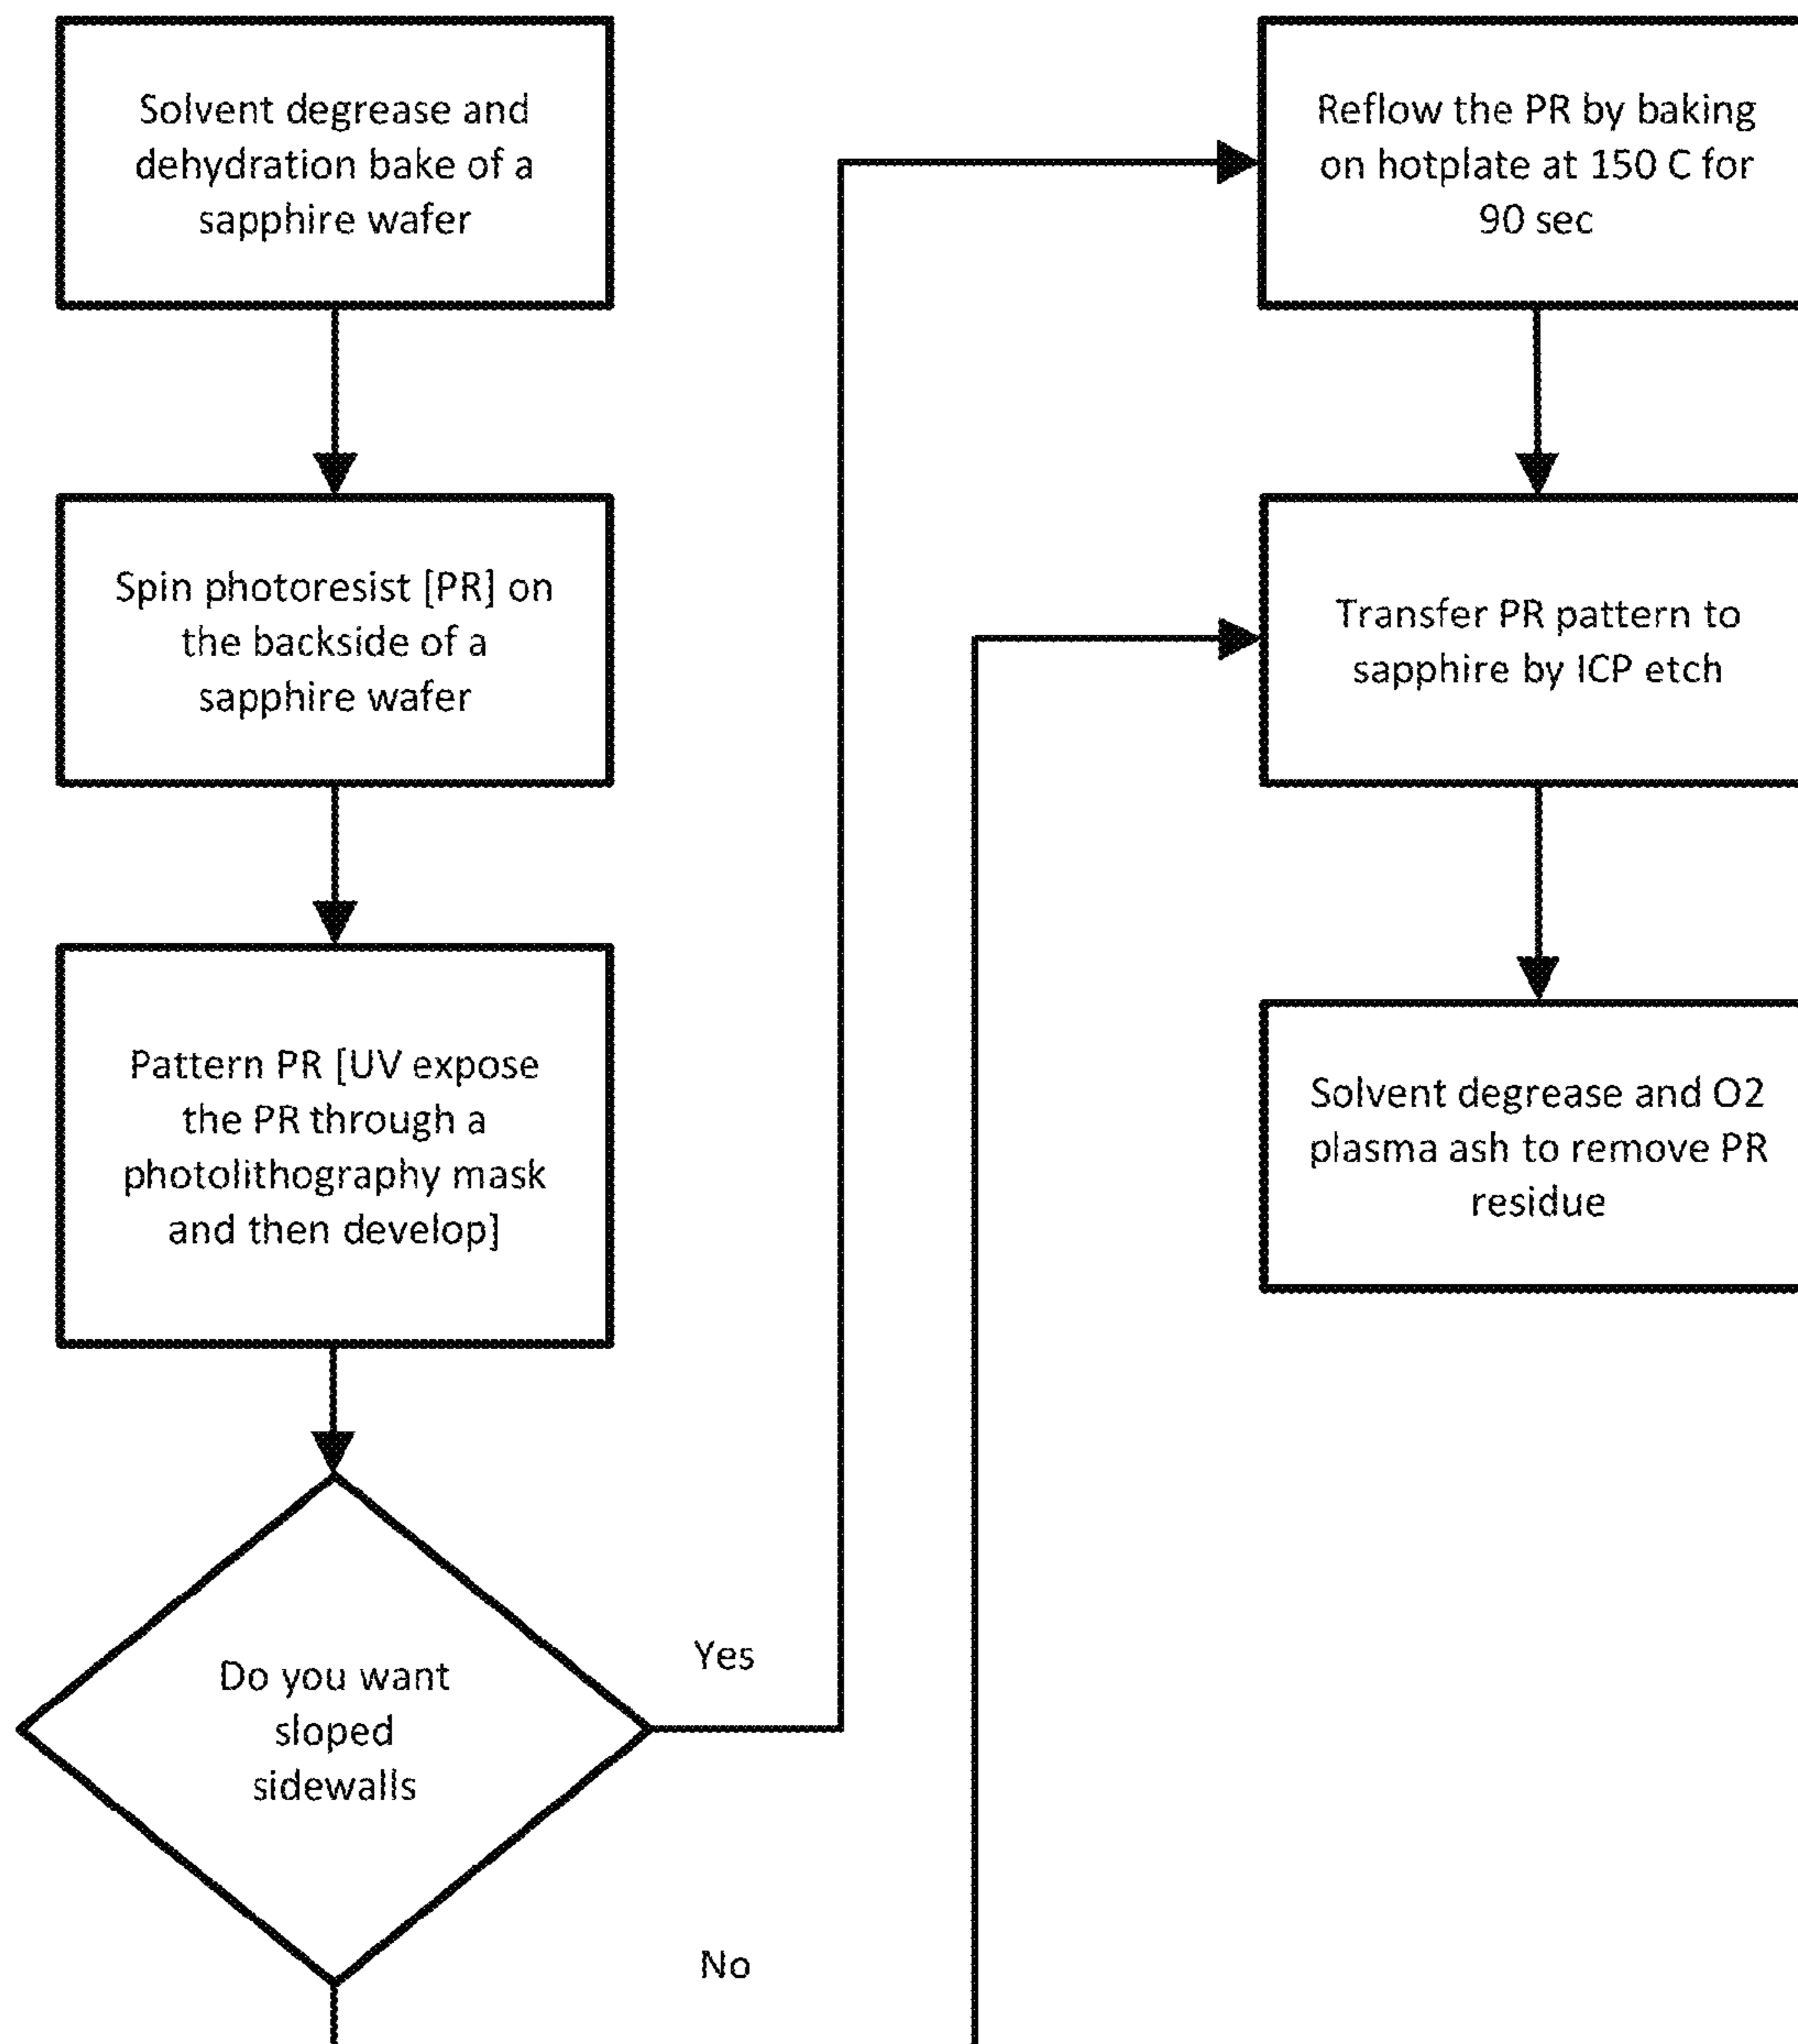 Solvent degrease and
dehydration bake of a
sapphire wafer
Spin photoresist [PR] on
the backside of a
sapphire wafer
Pattern PR [UV expose
the PR through a
photolithography mask
and then develop]
Do you want
sloped
sidewalls
Yes
No
Reflow the PR by baking
on hotplate at 150 C for
90 sec
Transfer PR pattern to
sapphire by ICP etch
Solvent degrease and O2
plasma ash to remove PR
residue